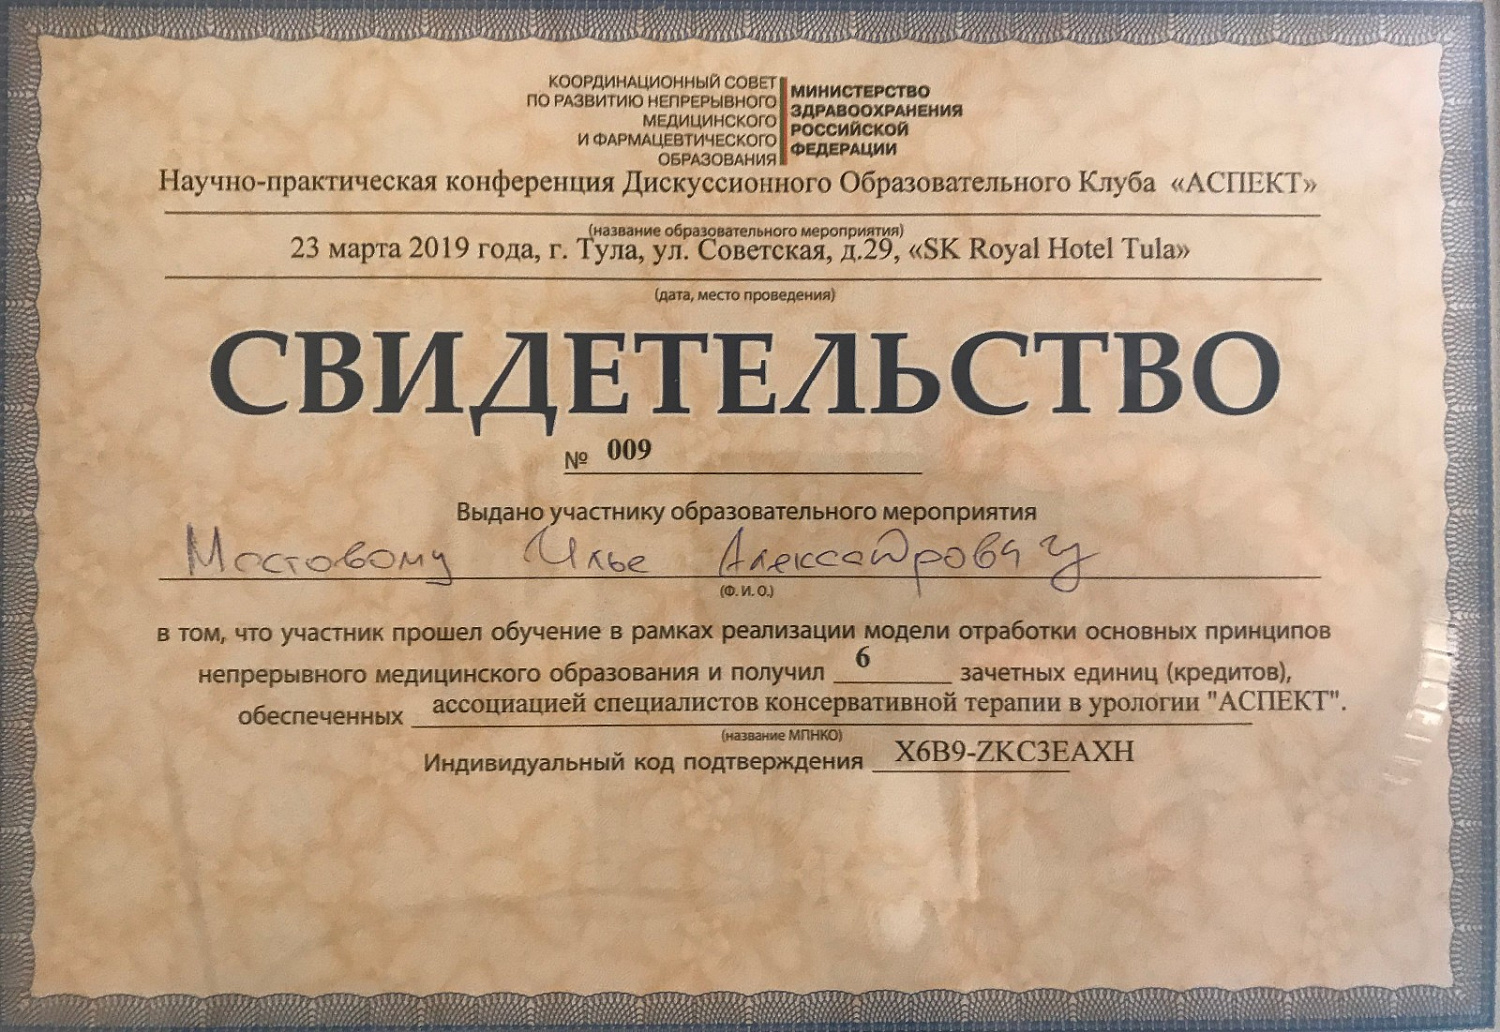 КООРДИНАЦИОННЫЙ СОВЕТ
ПО РАЗВИТИЮ НЕПРЕРЫВНОГО
МЕДИЦИНСКОГО
И ФАРМАЦЕВТИЧЕСКОГО
ОБРАЗОВАНИЯ
МИНИСТЕРСТВО
ЗДРАВООХРАНЕНИЯ
РОССИЙСКОЙ
ФЕДЕРАЦИИ
Научно-практическая конференция Дискуссионного Образовательного Клуба «АСПЕКТ»
(название образовательного мероприятия)
23 марта 2019 года, г. Тула, ул. Советская, д.29, «SK Royal Hotel Tula»
(дата, место проведения)
СВИДЕТЕЛЬСТВО
№ 009
Выдано участнику образовательного мероприятия
Мостовому Илье Александровичу
(Ф. И. О.)
в том, что участник прошел обучение в рамках реализации модели отработки основных принципов
непрерывного медицинского образования и получил 6 зачетных единиц (кредитов),
обеспеченных ассоциацией специалистов консервативной терапии в урологии "АСПЕКТ".
(название МПНКО)
Индивидуальный код подтверждения X6B9-ZKC3EAXH